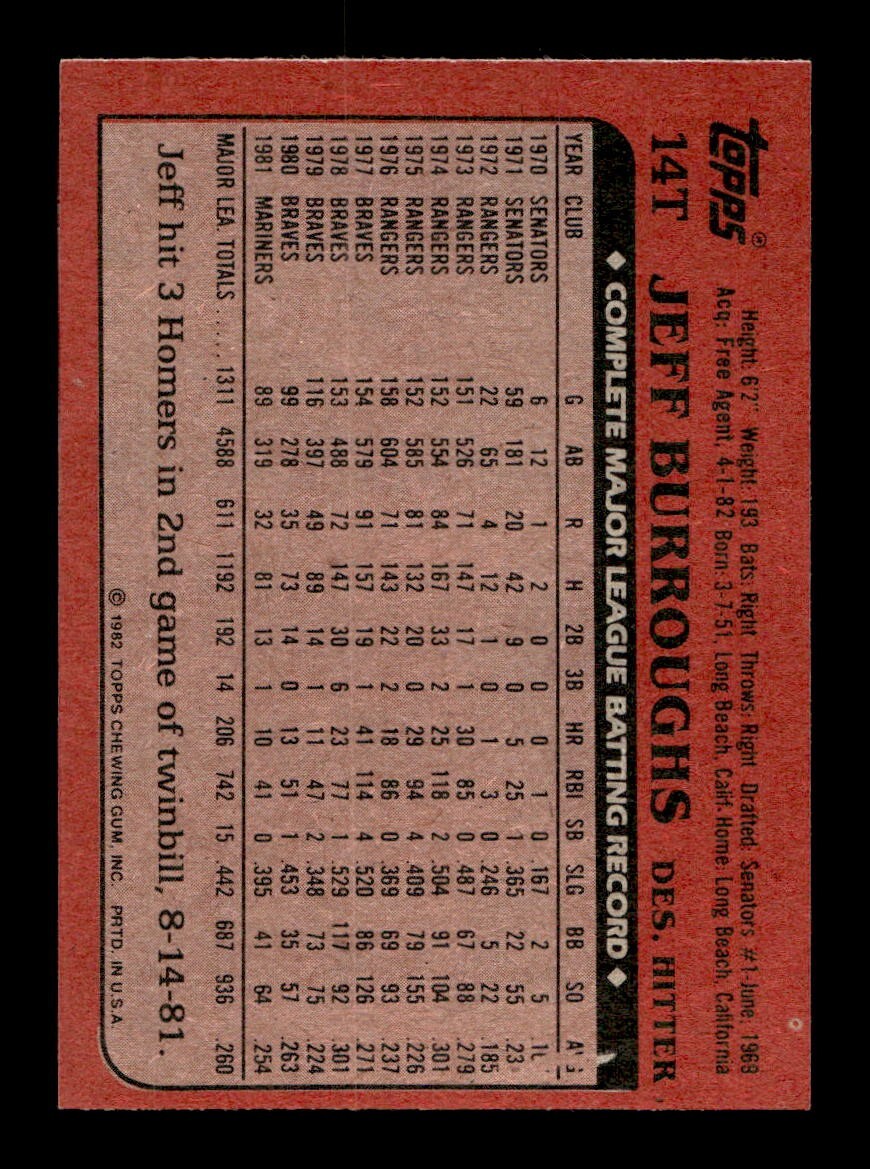 topps®
Height: 6'2" Weight: 193 Bats: Right Throws: Right Drafted: Senators #1-June, 1969
Acq: Free Agent, 4-1-82 Born: 3-7-51, Long Beach, Calif. Home: Long Beach, California
14T JEFF BURROUGHS DES. HITTER
◆ COMPLETE MAJOR LEAGUE BATTING RECORD ◆
YEAR CLUB G AB R H 2B 3B HR RBI SB SLG BB SO
1970 SENATORS 6 12 1 2 0 0 0 1 0 .167 2 5
1971 SENATORS 59 181 20 42 9 0 5 25 1 .365 22 55 .23
1972 RANGERS 22 65 4 12 1 0 1 3 0 .246 5 22 .185
1973 RANGERS 151 526 71 147 17 1 30 85 0 .487 67 88 .279
1974 RANGERS 152 554 84 167 33 2 25 118 2 .504 91 104 .301
1975 RANGERS 152 585 81 132 20 0 29 94 4 .409 79 155 .226
1976 RANGERS 158 604 71 143 22 2 18 86 0 .369 69 93 .237
1977 BRAVES 154 579 91 157 19 1 41 114 4 .520 86 126 .271
1978 BRAVES 153 488 72 147 30 6 23 77 1 .529 117 92 .301
1979 BRAVES 116 397 49 89 14 1 11 47 2 .348 73 75 .224
1980 BRAVES 99 278 35 73 14 0 13 51 1 .453 35 57 .263
1981 MARINERS 89 319 32 81 13 1 10 41 0 .395 41 64 .254
MAJOR LEA. TOTALS ..... 1311 4588 611 1192 192 14 206 742 15 .442 687 936 .260
Jeff hit 3 Homers in 2nd game of twinbill, 8-14-81.
© 1982 TOPPS CHEWING GUM, INC. PRTD. IN U.S.A.